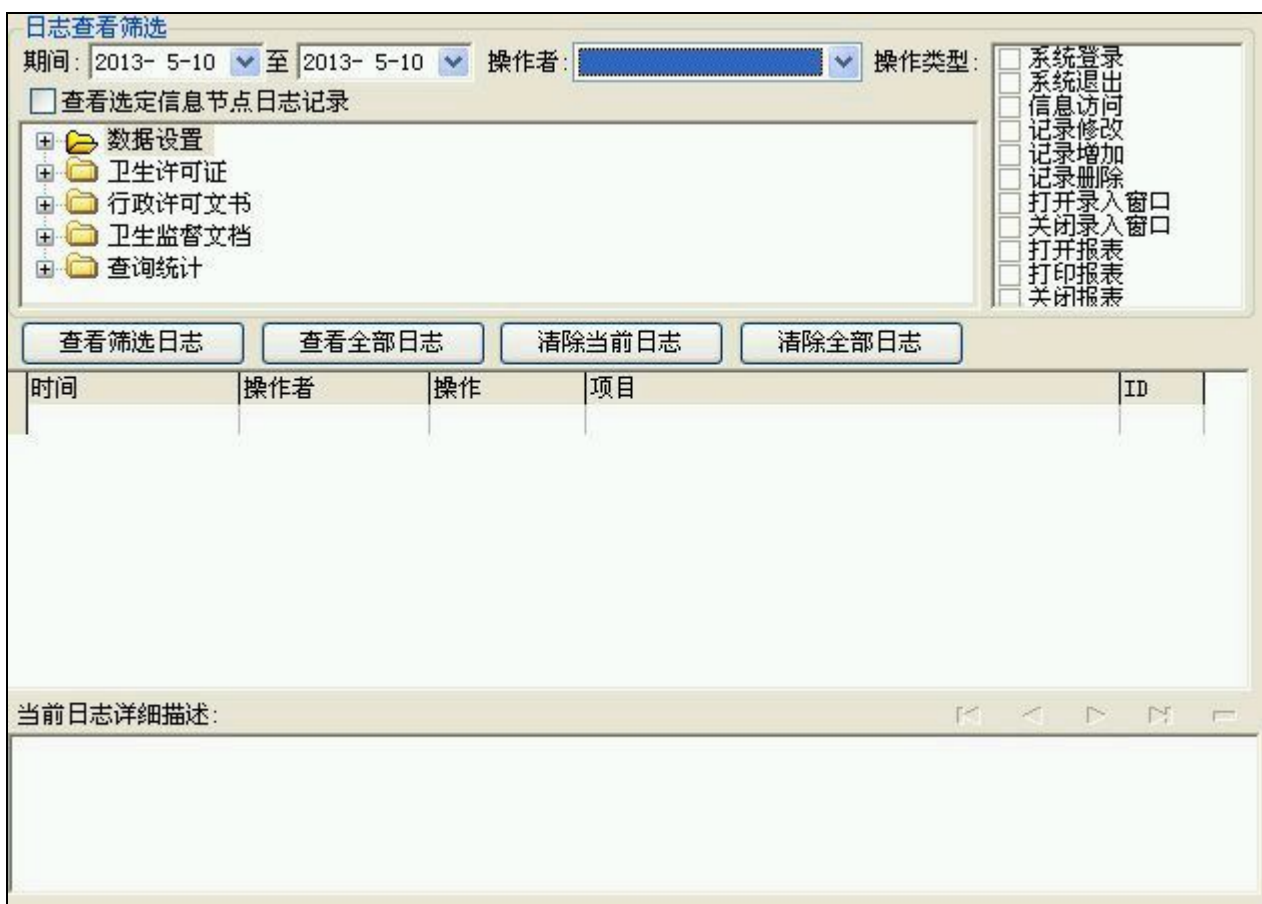 日志查看筛选
期间: 2013- 5-10 至 2013- 5-10 操作者: 操作类型:
系统登录
系统退出
信息访问
记录修改
记录增加
记录删除
打开录入窗口
关闭录入窗口
打开报表
打印报表
关闭报表
查看选定信息节点日志记录
数据设置
卫生许可证
行政许可文书
卫生监督文档
查询统计
查看筛选日志 查看全部日志 清除当前日志 清除全部日志
时间 操作者 操作 项目 ID
当前日志详细描述: